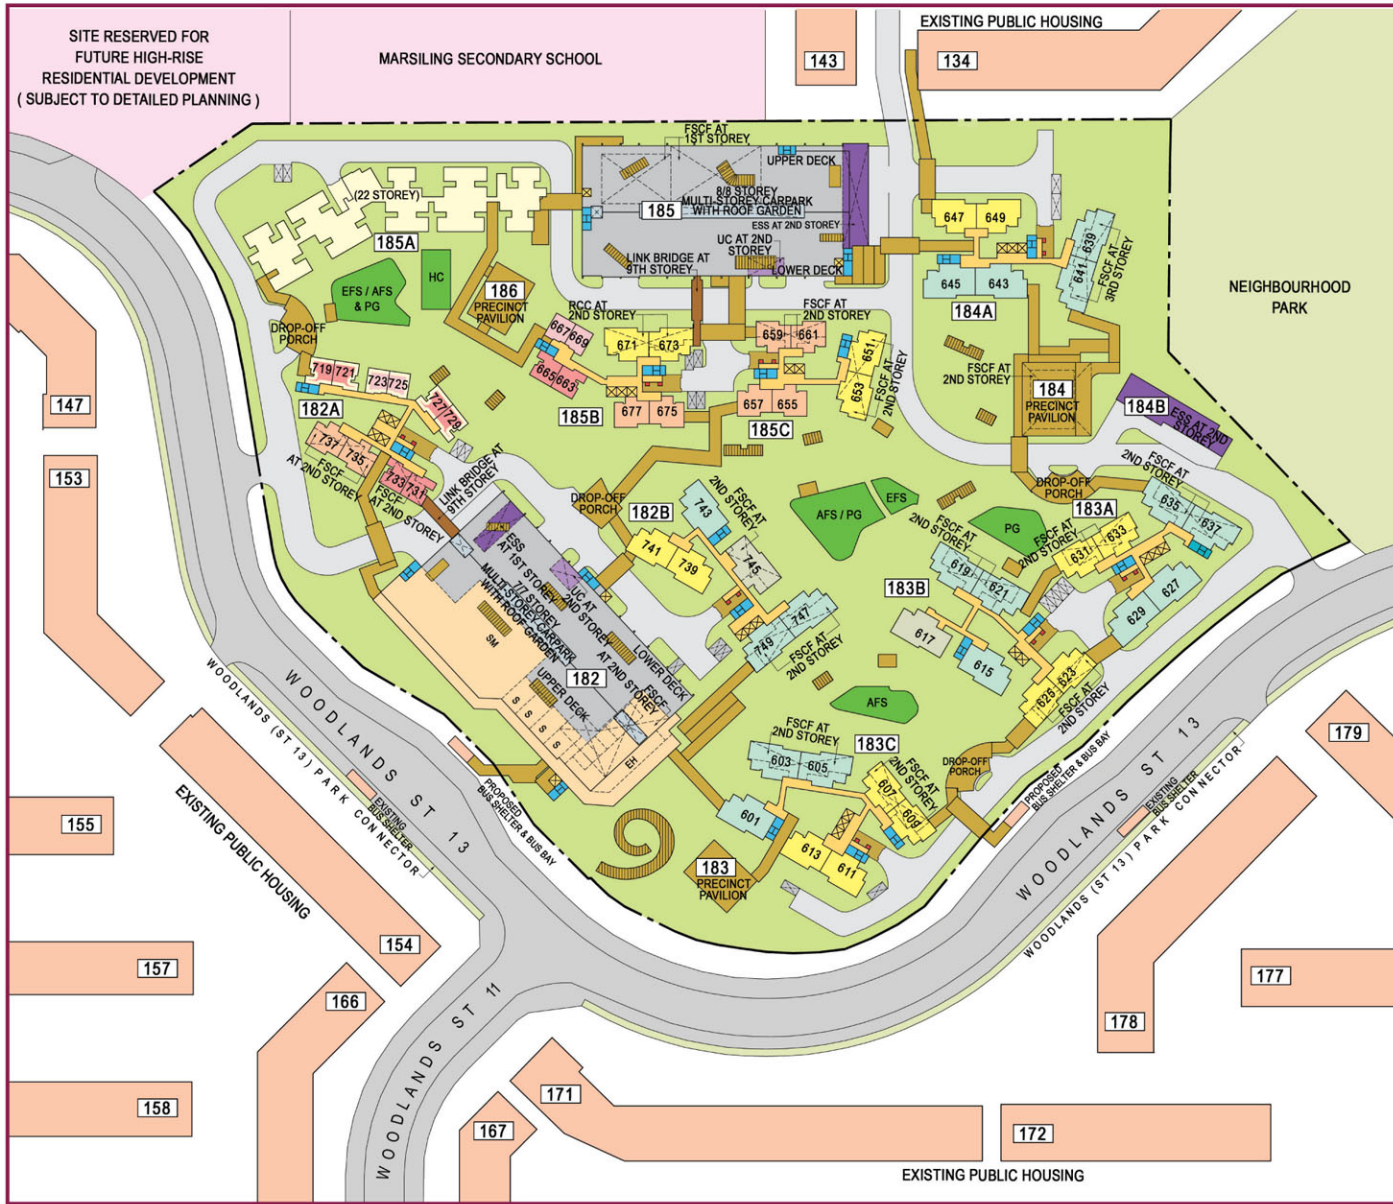 SITE RESERVED FOR
FUTURE HIGH-RISE
RESIDENTIAL DEVELOPMENT
( SUBJECT TO DETAILED PLANNING )
MARSILING SECONDARY SCHOOL
EXISTING PUBLIC HOUSING
143
134
NEIGHBOURHOOD
PARK
FSCF AT
1ST STOREY
UPPER DECK
8/8 STOREY
MULTI-STOREY CARPARK
WITH ROOF GARDEN
185
ESS AT 2ND STOREY
UC AT 2ND
STOREY
LOWER DECK
LINK BRIDGE AT
9TH STOREY
(22 STOREY)
185A
EFS / AFS
& PG
HC
186
PRECINCT
PAVILION
DROP-OFF
PORCH
647
649
639
641
FSCF AT
3RD STOREY
645
643
184A
FSCF AT
2ND STOREY
184
PRECINCT
PAVILION
184B
ESS AT 2ND
STOREY
RCC AT
2ND STOREY
667
669
665
663
671
673
677
675
185B
FSCF AT
2ND STOREY
659
661
651
653
FSCF AT
2ND STOREY
657
655
185C
719
721
723
725
727
729
182A
737
735
733
731
FSCF
AT 2ND STOREY
FSCF
AT 2ND STOREY
LINK BRIDGE AT
9TH STOREY
147
153
DROP-OFF
PORCH
182B
743
FSCF AT
2ND STOREY
741
739
745
747
749
FSCF AT
2ND STOREY
AFS / PG
EFS
PG
DROP-OFF
PORCH
183A
FSCF AT
2ND STOREY
635
637
FSCF AT
2ND STOREY
631
633
629
627
FSCF AT
2ND STOREY
619
621
183B
617
615
623
625
FSCF AT
2ND STOREY
ESS
AT 1ST STOREY
7/7 STOREY
MULTI-STOREY CARPARK
WITH ROOF GARDEN
UC AT
2ND STOREY
LOWER DECK
FSCF
AT 2ND STOREY
182
UPPER DECK
SM
S
S
S
S
EH
AFS
FSCF AT
2ND STOREY
183C
603
605
FSCF AT
2ND STOREY
607
609
601
613
611
DROP-OFF
PORCH
183
PRECINCT
PAVILION
PROPOSED
BUS SHELTER & BUS BAY
PROPOSED
BUS SHELTER & BUS BAY
EXISTING
BUS SHELTER
EXISTING
BUS SHELTER
WOODLANDS ST 13
WOODLANDS (ST 13) PARK CONNECTOR
WOODLANDS ST 13
WOODLANDS (ST 13) PARK CONNECTOR
WOODLANDS ST 11
EXISTING PUBLIC HOUSING
155
154
157
166
158
167
171
172
EXISTING PUBLIC HOUSING
179
177
178